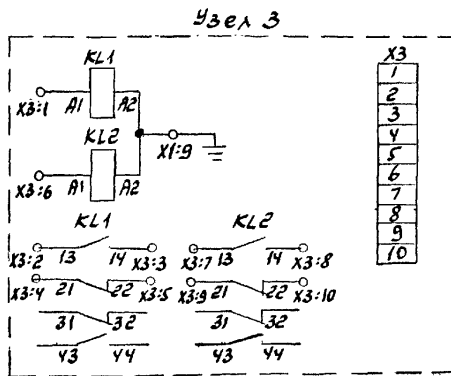 Узел 3
KL1
X3:1 A1 A2
KL2
X1:9
X3:6 A1 A2
X3
1
2
3
4
5
6
7
8
9
10
KL1 KL2
X3:2 13 14 X3:3 X3:7 13 14 X3:8
X3:4 21 22 X3:5 X3:9 21 22 X3:10
31 32 31 32
43 44 43 44